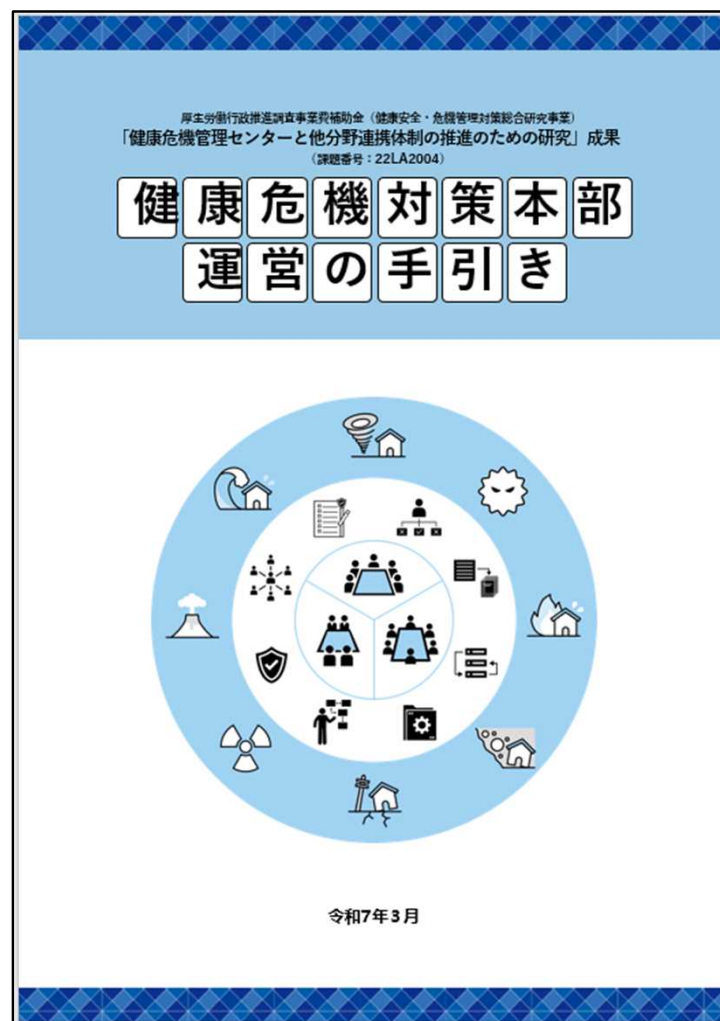 厚生労働行政推進調査事業費補助金（健康安全・危機管理対策総合研究事業）
「健康危機管理センターと他分野連携体制の推進のための研究」成果
（課題番号：22LA2004）
健康危機対策本部
運営の手引き
令和7年3月